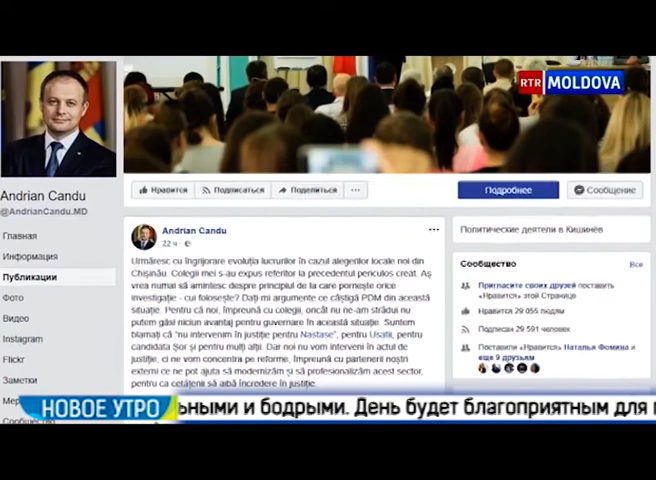 RTR MOLDOVA
Нравится
Подписаться
Поделиться
...
Подробнее
Сообщение
Andrian Candu
@AndrianCandu.MD
Главная
Информация
Публикации
Фото
Видео
Instagram
Flickr
Заметки
Andrian Candu
22 ч ·
Urmăresc cu îngrijorare evoluția lucrurilor în cazul alegerilor locale noi din
Chișinău. Colegii mei s-au expus referitor la precedentul periculos creat. Aș
vrea numai să amintesc despre principiul de la care pornește orice
investigație - cui folosește? Dați-mi argumente ce câștigă PDM din această
situație. Pentru că noi, împreună cu colegii, oricât nu ne-am strădui nu
putem găsi niciun avantaj pentru guvernare în această situație. Suntem
blamați că "nu intervenim în justiție pentru Nastase", pentru Usatii, pentru
candidata Șor și pentru mulți alții. Dar noi nu vom interveni în actul de
justiție, ci ne vom concentra pe reforme, împreună cu partenerii noștri
externi ce ne pot ajuta să modernizăm și să profesionalizăm acest sector,
pentru ca cetățenii să aibă încredere în justiție.
Политические деятели в Кишинёв
Сообщество
Все
Пригласите своих друзей поставить
«Нравится» этой Странице
Нравится 29 055 людям
Подписан 29 591 человек
Поставили «Нравится» Наталья Фомина и
еще 9 друзьям
НОВОЕ УТРО
ьными и бодрыми. День будет благоприятным для